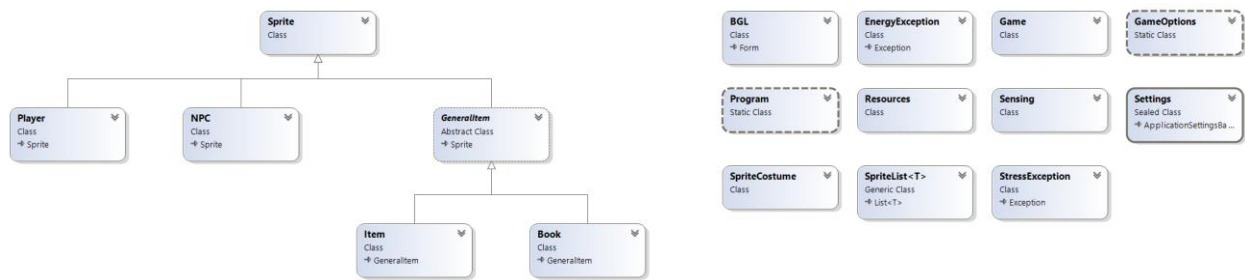 Sprite
Class
Player
Class
Sprite
NPC
Class
Sprite
GeneralItem
Abstract Class
Sprite
Item
Class
GeneralItem
Book
Class
GeneralItem
BGL
Class
Form
EnergyException
Class
Exception
Game
Class
GameOptions
Static Class
Program
Static Class
Resources
Class
Sensing
Class
Settings
Sealed Class
ApplicationSettingsBa...
SpriteCostume
Class
SpriteList<T>
Generic Class
List<T>
StressException
Class
Exception